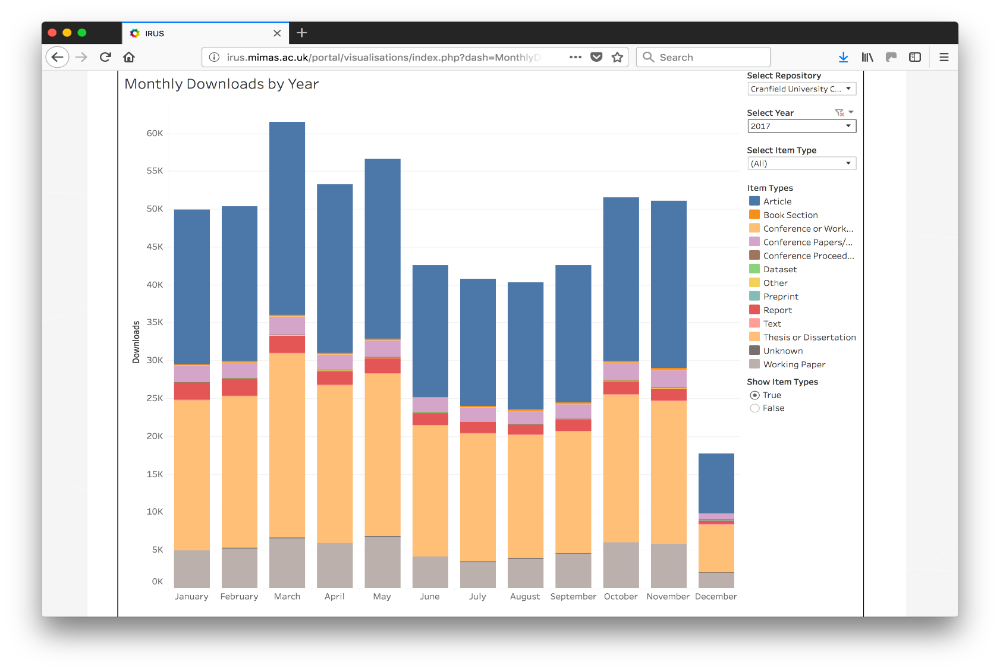 IRUS
irus.mimas.ac.uk/portal/visualisations/index.php?dash=MonthlyD
Search
Monthly Downloads by Year
Select Repository
Cranfield University C...
Select Year
2017
Select Item Type
(All)
Item Types
Article
Book Section
Conference or Work...
Conference Papers/...
Conference Proceed...
Dataset
Other
Preprint
Report
Text
Thesis or Dissertation
Unknown
Working Paper
Show Item Types
True
False
Downloads
60K
55K
50K
45K
40K
35K
30K
25K
20K
15K
10K
5K
0K
January February March April May June July August September October November December